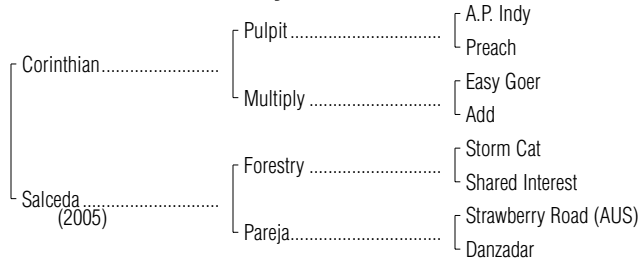 A.P. Indy
Pulpit
Preach
Corinthian
Easy Goer
Multiply
Add
Storm Cat
Forestry
Shared Interest
Salceda
(2005)
Strawberry Road (AUS)
Pareja
Danzadar